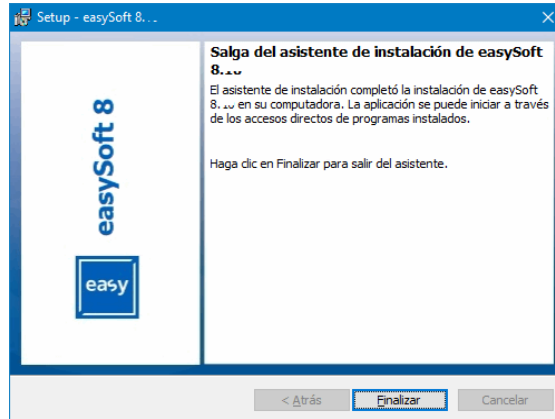 Setup - easySoft 8.
Salga del asistente de instalación de easySoft
8.
El asistente de instalación completó la instalación de easySoft
8. en su computadora. La aplicación se puede iniciar a través
de los accesos directos de programas instalados.
Haga clic en Finalizar para salir del asistente.
easySoft 8
easy
< Atrás
Finalizar
Cancelar